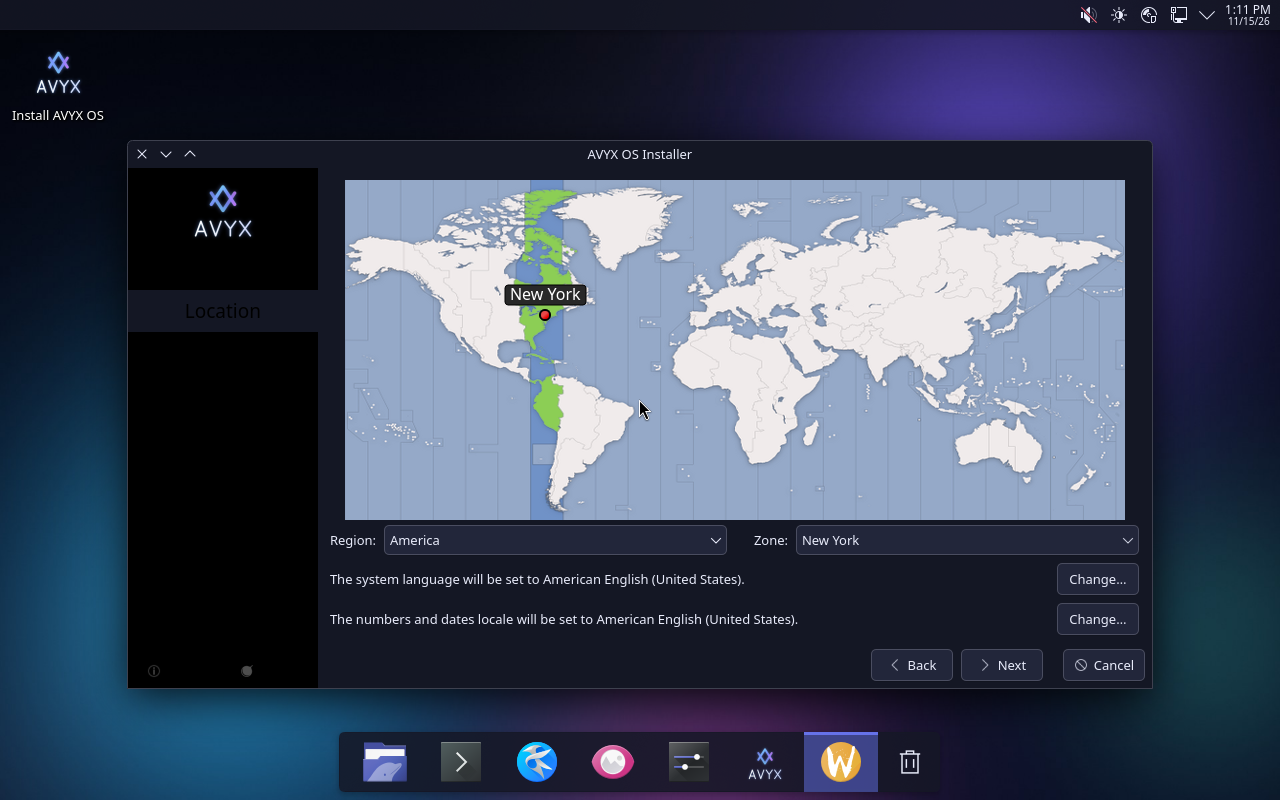 1:11 PM
11/15/26
AVYX
Install AVYX OS
AVYX OS Installer
AVYX
Location
New York
Region: America Zone: New York
The system language will be set to American English (United States). Change...
The numbers and dates locale will be set to American English (United States). Change...
Back Next Cancel
AVYX
W